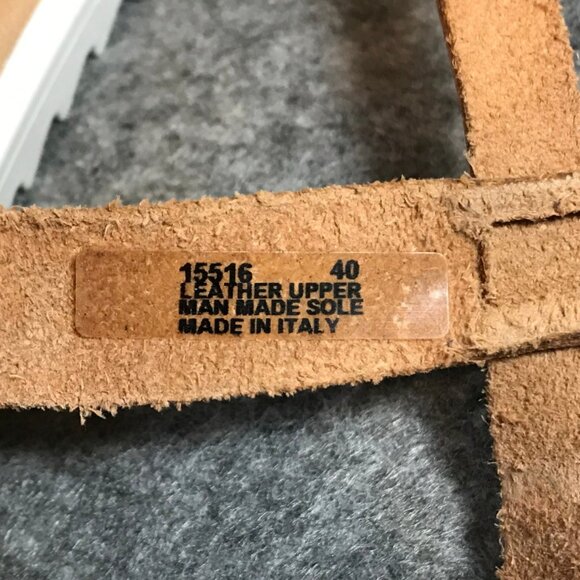 15516 40
LEATHER UPPER
MAN MADE SOLE
MADE IN ITALY